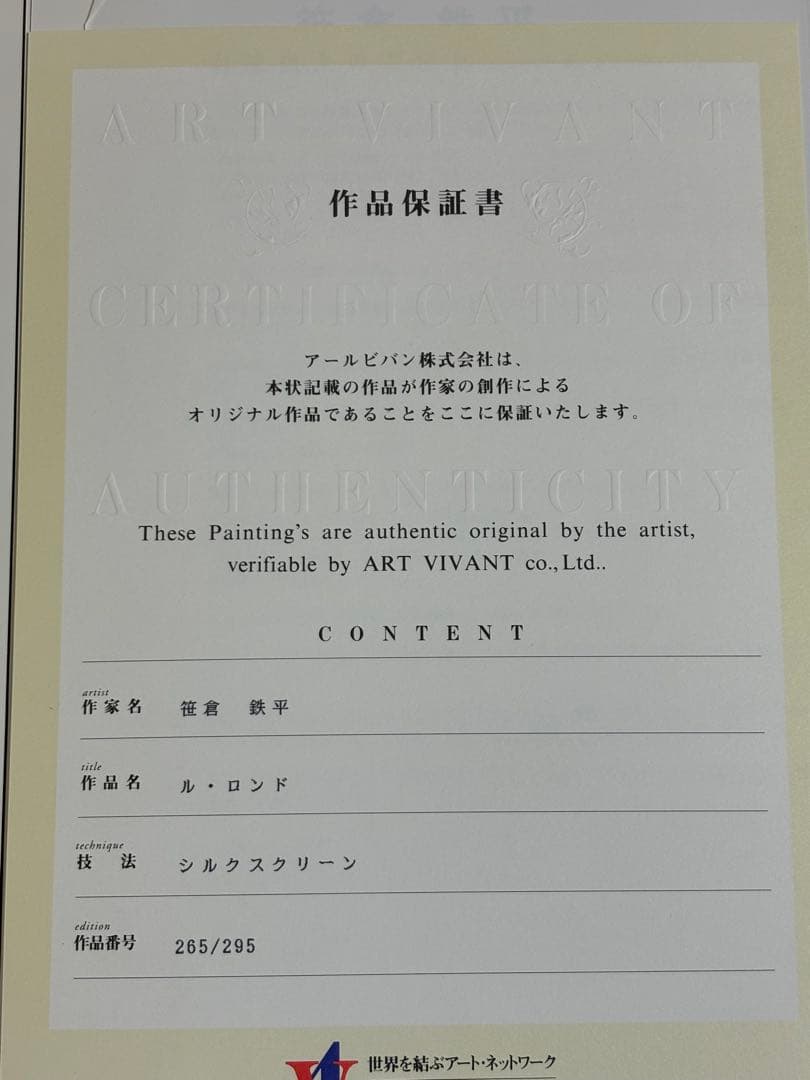 ART VIVANT
作品保証書
CERTIFICATE OF
アールビバン株式会社は、
本状記載の作品が作家の創作による
オリジナル作品であることをここに保証いたします。
AUTHENTICITY
These Painting's are authentic original by the artist,
verifiable by ART VIVANT co.,Ltd..
CONTENT
artist
作家名 笹倉 鉄平
title
作品名 ル・ロンド
technique
技法 シルクスクリーン
edition
作品番号 265/295
世界を結ぶアート・ネットワーク